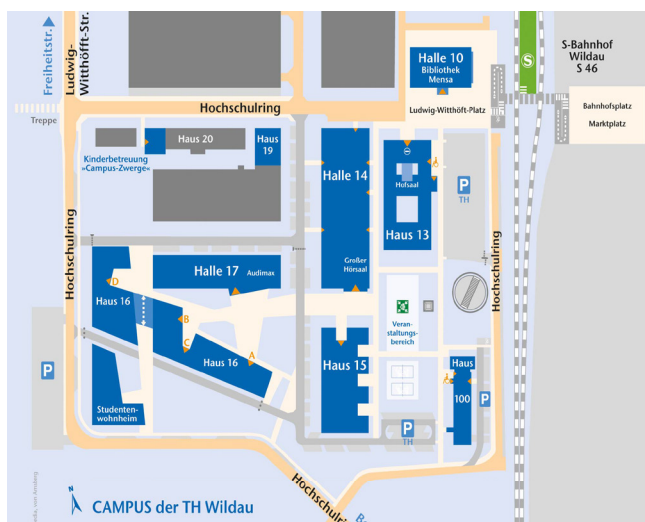 Freiheitstr.
Ludwig-
Witthöfft-Str.
Halle 10
Bibliothek
Mensa
S
S-Bahnhof
Wildau
S 46
Hochschulring
Ludwig-Witthöft-Platz
Bahnhofsplatz
Marktplatz
Treppe
Haus 20
Haus
19
Kinderbetreuung
»Campus-Zwerge«
Halle 14
Hofsaal
P
TH
Haus 13
Hochschulring
Großer
Hörsaal
Halle 17
Audimax
Hochschulring
D
Haus 16
B
C
Haus 16
A
Veran-
staltungs-
bereich
P
Haus 15
Haus
100
P
Studenten-
wohnheim
P
TH
Hochschulring
N
CAMPUS der TH Wildau